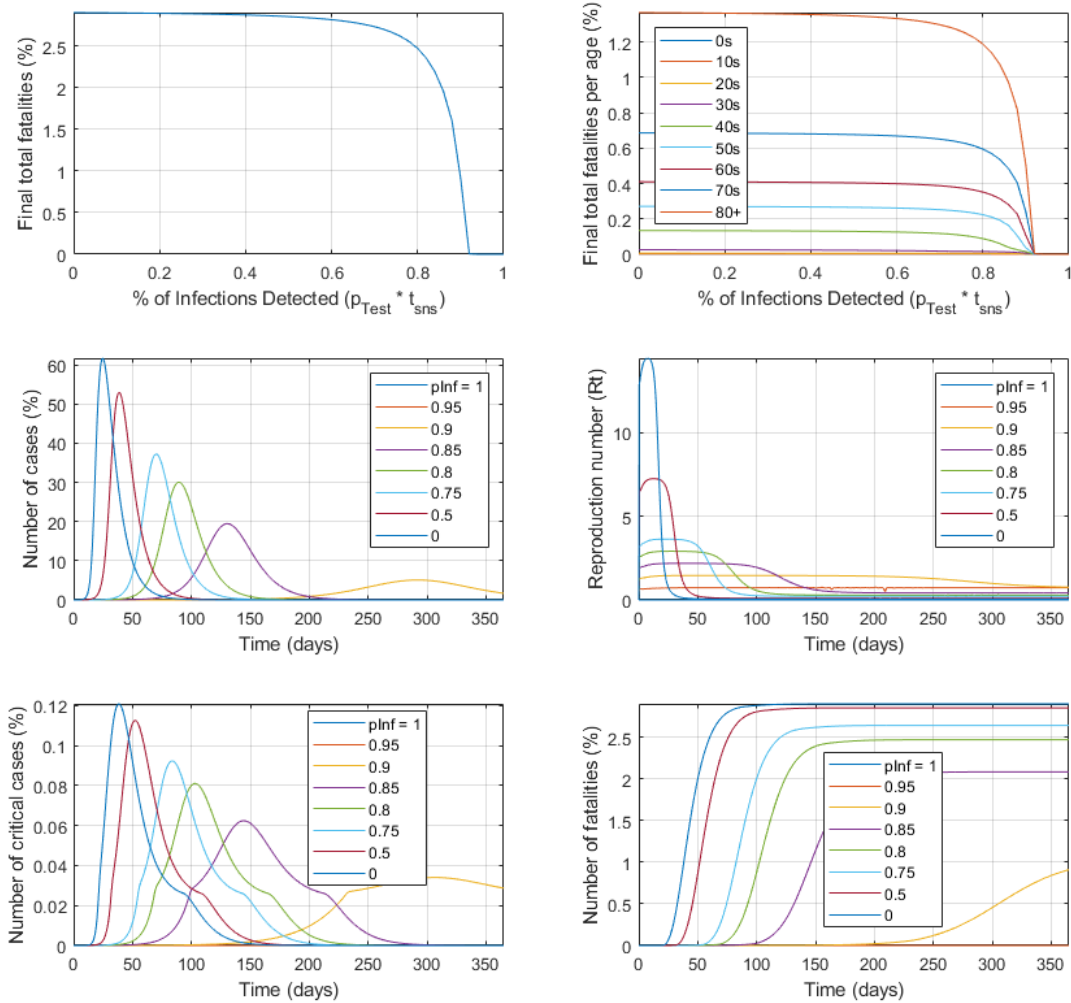 Final total fatalities (%)
2.5
2
1.5
1
0.5
0
0 0.2 0.4 0.6 0.8 1
% of Infections Detected (pTest * tsns)
Final total fatalities per age (%)
1.2
1
0.8
0.6
0.4
0.2
0
0s
10s
20s
30s
40s
50s
60s
70s
80+
0 0.2 0.4 0.6 0.8 1
% of Infections Detected (pTest * tsns)
Number of cases (%)
60
50
40
30
20
10
0
pInf = 1
0.95
0.9
0.85
0.8
0.75
0.5
0
0 50 100 150 200 250 300 350
Time (days)
Reproduction number (Rt)
10
5
0
pInf = 1
0.95
0.9
0.85
0.8
0.75
0.5
0
0 50 100 150 200 250 300 350
Time (days)
Number of critical cases (%)
0.12
0.1
0.08
0.06
0.04
0.02
0
pInf = 1
0.95
0.9
0.85
0.8
0.75
0.5
0
0 50 100 150 200 250 300 350
Time (days)
Number of fatalities (%)
2.5
2
1.5
1
0.5
0
pInf = 1
0.95
0.9
0.85
0.8
0.75
0.5
0
0 50 100 150 200 250 300 350
Time (days)